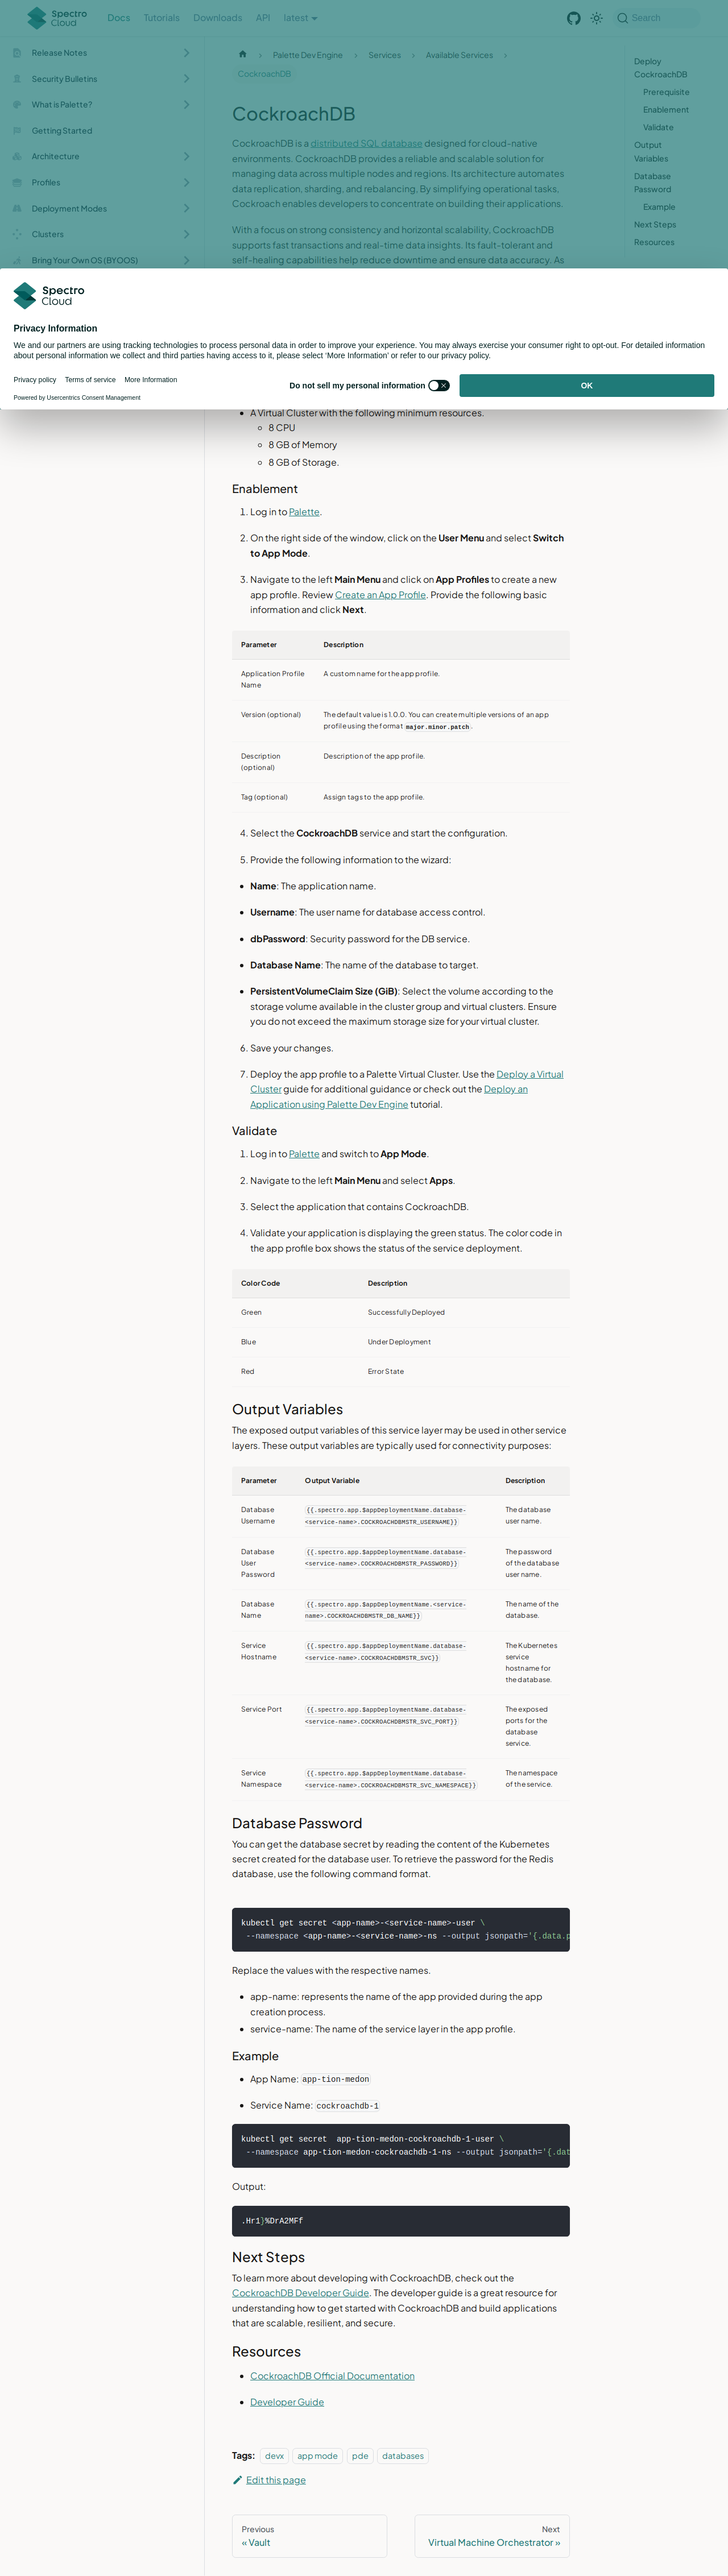 Spectro Cloud
Docs
Tutorials
Downloads
API
latest
Search
Release Notes
Security Bulletins
What is Palette?
Getting Started
Architecture
Profiles
Deployment Modes
Clusters
Bring Your Own OS (BYOOS)
Palette Dev Engine
Services
Available Services
CockroachDB
Deploy
CockroachDB
Prerequisite
Enablement
Validate
Output
Variables
Database
Password
Example
Next Steps
Resources
CockroachDB
CockroachDB is a distributed SQL database designed for cloud-native
environments. CockroachDB provides a reliable and scalable solution for
managing data across multiple nodes and regions. Its architecture automates
data replication, sharding, and rebalancing, By simplifying operational tasks,
Cockroach enables developers to concentrate on building their applications.
With a focus on strong consistency and horizontal scalability, CockroachDB
supports fast transactions and real-time data insights. Its fault-tolerant and
self-healing capabilities help reduce downtime and ensure data accuracy. As
Spectro Cloud
Privacy Information
We and our partners are using tracking technologies to process personal data in order to improve your experience. You may always exercise your consumer right to opt-out. For detailed information
about personal information we collect and third parties having access to it, please select ‘More Information’ or refer to our privacy policy.
Privacy policy
Terms of service
More Information
Do not sell my personal information
OK
Powered by Usercentrics Consent Management
• A Virtual Cluster with the following minimum resources.
◦ 8 CPU
◦ 8 GB of Memory
◦ 8 GB of Storage.
Enablement
1. Log in to Palette.
2. On the right side of the window, click on the User Menu and select Switch
to App Mode.
3. Navigate to the left Main Menu and click on App Profiles to create a new
app profile. Review Create an App Profile. Provide the following basic
information and click Next.
Parameter Description
Application Profile
Name
A custom name for the app profile.
Version (optional)
The default value is 1.0.0. You can create multiple versions of an app
profile using the format major.minor.patch.
Description
(optional)
Description of the app profile.
Tag (optional)
Assign tags to the app profile.
4. Select the CockroachDB service and start the configuration.
5. Provide the following information to the wizard:
• Name: The application name.
• Username: The user name for database access control.
• dbPassword: Security password for the DB service.
• Database Name: The name of the database to target.
• PersistentVolumeClaim Size (GiB): Select the volume according to the
storage volume available in the cluster group and virtual clusters. Ensure
you do not exceed the maximum storage size for your virtual cluster.
6. Save your changes.
7. Deploy the app profile to a Palette Virtual Cluster. Use the Deploy a Virtual
Cluster guide for additional guidance or check out the Deploy an
Application using Palette Dev Engine tutorial.
Validate
1. Log in to Palette and switch to App Mode.
2. Navigate to the left Main Menu and select Apps.
3. Select the application that contains CockroachDB.
4. Validate your application is displaying the green status. The color code in
the app profile box shows the status of the service deployment.
Color Code Description
Green Successfully Deployed
Blue Under Deployment
Red Error State
Output Variables
The exposed output variables of this service layer may be used in other service
layers. These output variables are typically used for connectivity purposes:
Parameter Output Variable Description
Database
Username
{{.spectro.app.$appDeploymentName.database-
<service-name>.COCKROACHDBMSTR_USERNAME}}
The database
user name.
Database
User
Password
{{.spectro.app.$appDeploymentName.database-
<service-name>.COCKROACHDBMSTR_PASSWORD}}
The password
of the database
user name.
Database
Name
{{.spectro.app.$appDeploymentName.<service-
name>.COCKROACHDBMSTR_DB_NAME}}
The name of the
database.
Service
Hostname
{{.spectro.app.$appDeploymentName.database-
<service-name>.COCKROACHDBMSTR_SVC}}
The Kubernetes
service
hostname for
the database.
Service Port
{{.spectro.app.$appDeploymentName.database-
<service-name>.COCKROACHDBMSTR_SVC_PORT}}
The exposed
ports for the
database
service.
Service
Namespace
{{.spectro.app.$appDeploymentName.database-
<service-name>.COCKROACHDBMSTR_SVC_NAMESPACE}}
The namespace
of the service.
Database Password
You can get the database secret by reading the content of the Kubernetes
secret created for the database user. To retrieve the password for the Redis
database, use the following command format.
kubectl get secret <app-name>-<service-name>-user \
--namespace <app-name>-<service-name>-ns --output jsonpath='{.data.p
Replace the values with the respective names.
• app-name: represents the name of the app provided during the app
creation process.
• service-name: The name of the service layer in the app profile.
Example
• App Name: app-tion-medon
• Service Name: cockroachdb-1
kubectl get secret  app-tion-medon-cockroachdb-1-user \
--namespace app-tion-medon-cockroachdb-1-ns --output jsonpath='{.dat
Output:
.Hr1}%DrA2MFf
Next Steps
To learn more about developing with CockroachDB, check out the
CockroachDB Developer Guide. The developer guide is a great resource for
understanding how to get started with CockroachDB and build applications
that are scalable, resilient, and secure.
Resources
• CockroachDB Official Documentation
• Developer Guide
Tags: devx app mode pde databases
Edit this page
Previous
« Vault
Next
Virtual Machine Orchestrator »